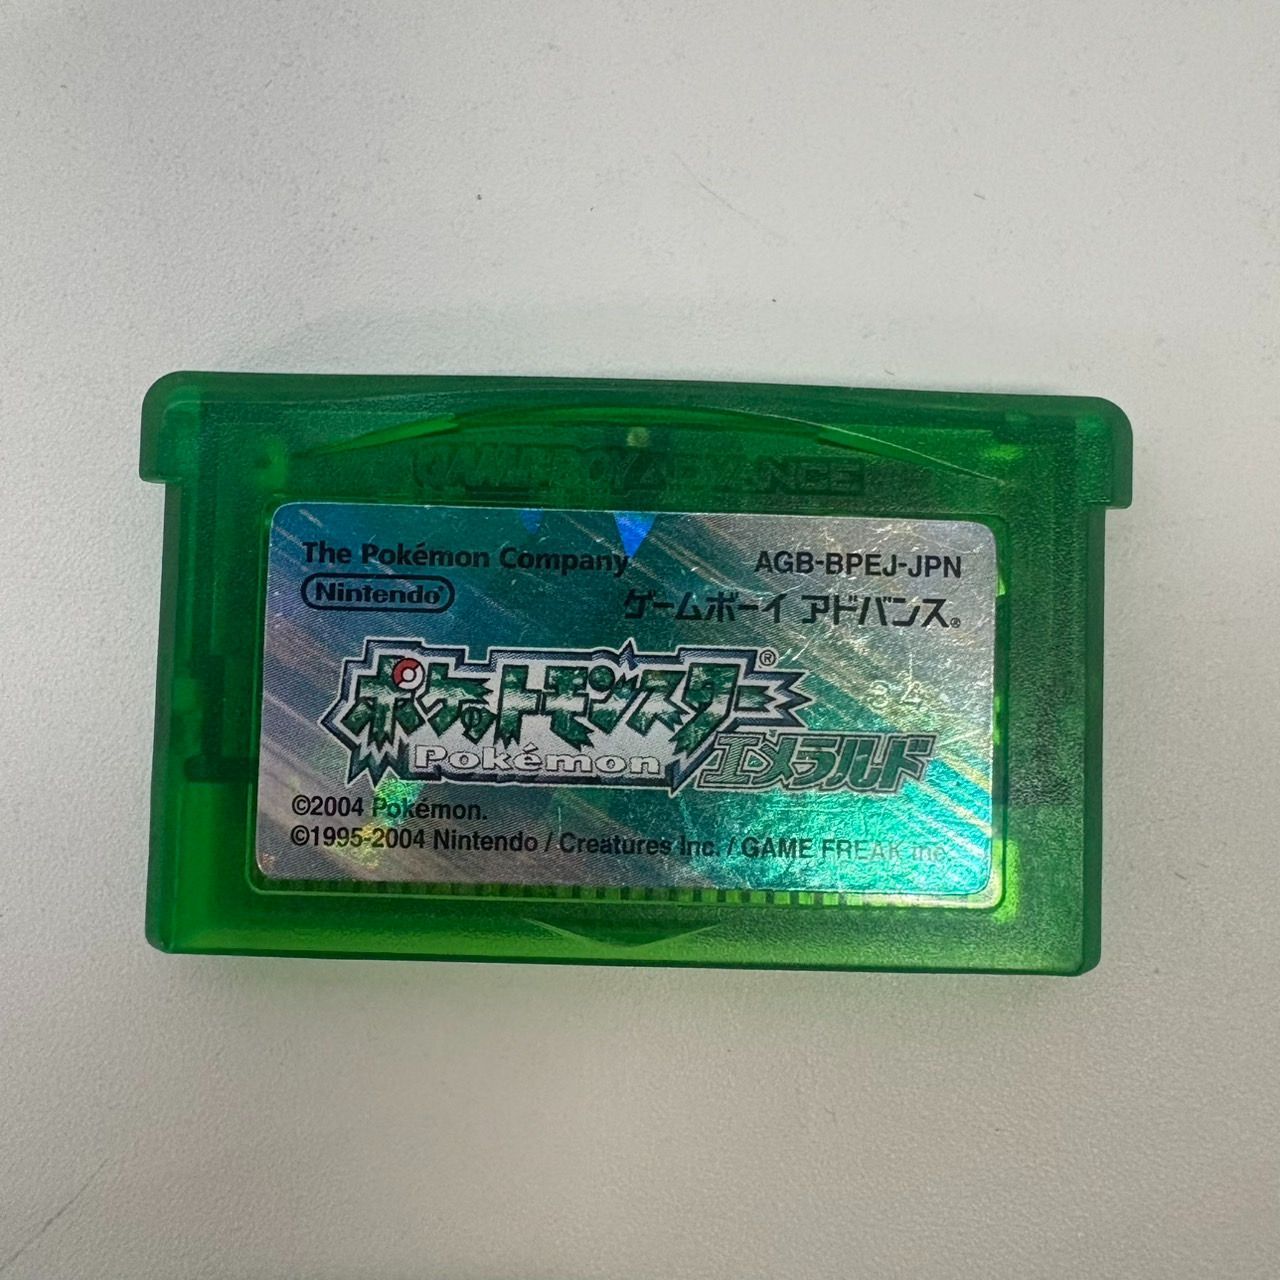 GAME BOY ADVANCE
The Pokémon Company
AGB-BPEJ-JPN
Nintendo®
ゲームボーイ アドバンス®
ポケットモンスター®
Pokémon
エメラルド
©2004 Pokémon.
©1995-2004 Nintendo / Creatures Inc. / GAME FREAK inc.